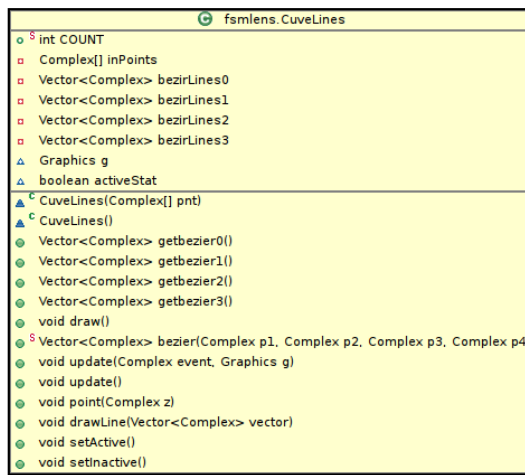 C fsmlens.CuveLines
S int COUNT
Complex[] inPoints
Vector<Complex> bezirLines0
Vector<Complex> bezirLines1
Vector<Complex> bezirLines2
Vector<Complex> bezirLines3
Graphics g
boolean activeStat
C CuveLines(Complex[] pnt)
C CuveLines()
Vector<Complex> getbezier0()
Vector<Complex> getbezier1()
Vector<Complex> getbezier2()
Vector<Complex> getbezier3()
void draw()
S Vector<Complex> bezier(Complex p1, Complex p2, Complex p3, Complex p4
void update(Complex event, Graphics g)
void update()
void point(Complex z)
void drawLine(Vector<Complex> vector)
void setActive()
void setInactive()